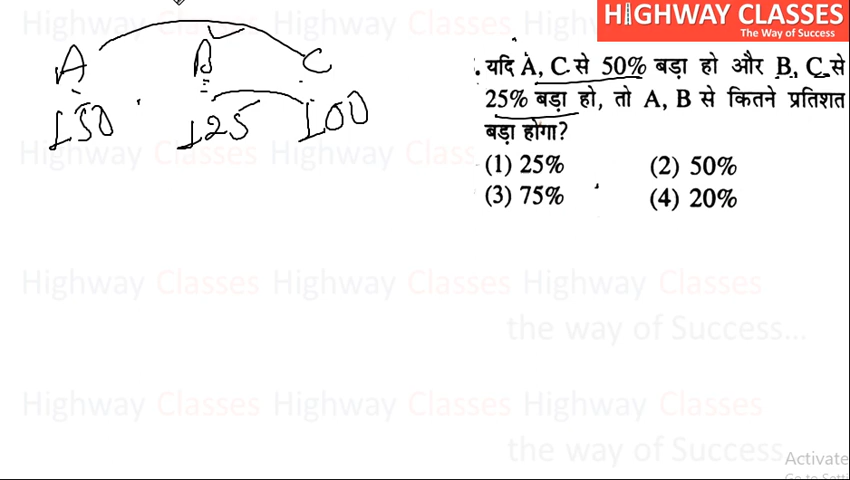 HIGHWAY CLASSES
The Way of Success
A B C
150 125 100
. यदि A, C से 50% बड़ा हो और B, C से
25% बड़ा हो, तो A, B से कितने प्रतिशत
बड़ा होगा?
(1) 25% (2) 50%
(3) 75% (4) 20%
Highway Classes Highway Classes
Highway Classes Highway Class
Highway Classes Highway Classes Highway Classes
the way of Success...
Highway Classes Highway Classes Highway Classes
the way of Success
Activate